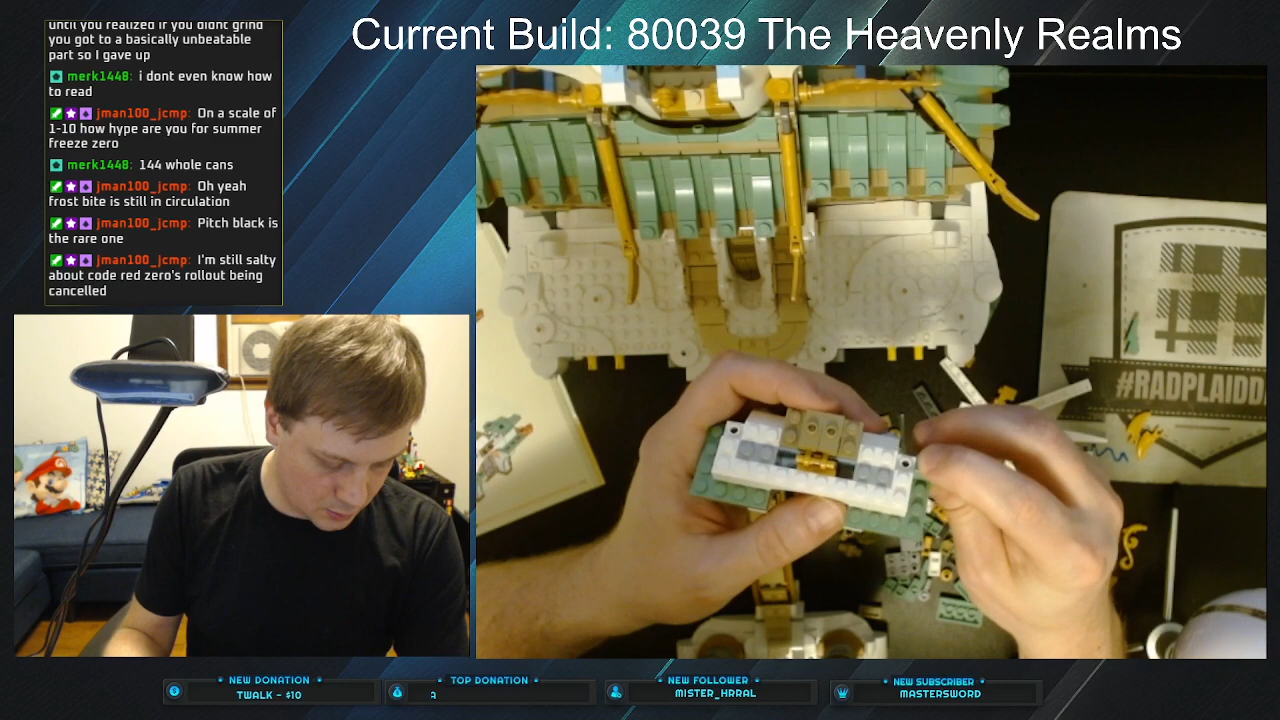 Current Build: 80039 The Heavenly Realms
until you realized if you didnt grind
you got to a basically unbeatable
part so I gave up
merk1448: i dont even know how
to read
jman100_jcmp: On a scale of
1-10 how hype are you for summer
freeze zero
merk1448: 144 whole cans
jman100_jcmp: Oh yeah
frost bite is still in circulation
jman100_jcmp: Pitch black is
the rare one
jman100_jcmp: I'm still salty
about code red zero's rollout being
cancelled
#RADPLAIDD
NEW DONATION
TWALK - $10
TOP DONATION
NEW FOLLOWER
MISTER_HRRAL
NEW SUBSCRIBER
MASTERSWORD